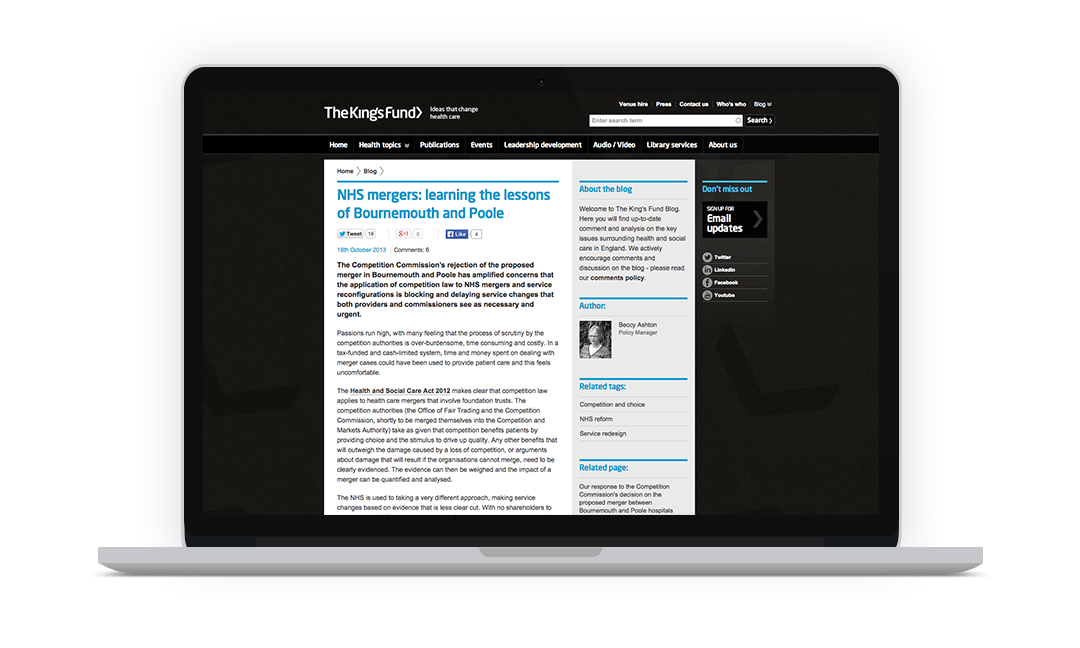 Venue hire Press Contact us Who's who Blog
The King's Fund Ideas that change
health care
Enter search term Search
Home Health topics Publications Events Leadership development Audio / Video Library services About us
Home Blog
NHS mergers: learning the lessons
of Bournemouth and Poole
Tweet 19 g+1 0 Like 4
18th October 2013 Comments: 6
The Competition Commission's rejection of the proposed
merger in Bournemouth and Poole has amplified concerns that
the application of competition law to NHS mergers and service
reconfigurations is blocking and delaying service changes that
both providers and commissioners see as necessary and
urgent.
Passions run high, with many feeling that the process of scrutiny by the
competition authorities is over-burdensome, time consuming and costly. In a
tax-funded and cash-limited system, time and money spent on dealing with
merger cases could have been used to provide patient care and this feels
uncomfortable.
The Health and Social Care Act 2012 makes clear that competition law
applies to health care mergers that involve foundation trusts. The
competition authorities (the Office of Fair Trading and the Competition
Commission, shortly to be merged themselves into the Competition and
Markets Authority) take as given that competition benefits patients by
providing choice and the stimulus to drive up quality. Any other benefits that
will outweigh the damage caused by a loss of competition, or arguments
about damage that will result if the organisations cannot merge, need to be
clearly evidenced. The evidence can then be weighed and the impact of a
merger can be quantified and analysed.
The NHS is used to taking a very different approach, making service
changes based on evidence that is less clear cut. With no shareholders to
About the blog
Welcome to The King's Fund Blog.
Here you will find up-to-date
comment and analysis on the key
issues surrounding health and social
care in England. We actively
encourage comments and
discussion on the blog - please read
our comments policy.
Author:
Beccy Ashton
Policy Manager
Related tags:
Competition and choice
NHS reform
Service redesign
Related page:
Our response to the Competition
Commission's decision on the
proposed merger between
Bournemouth and Poole hospitals
Don't miss out
SIGN UP FOR
Email
updates
Twitter
LinkedIn
Facebook
Youtube